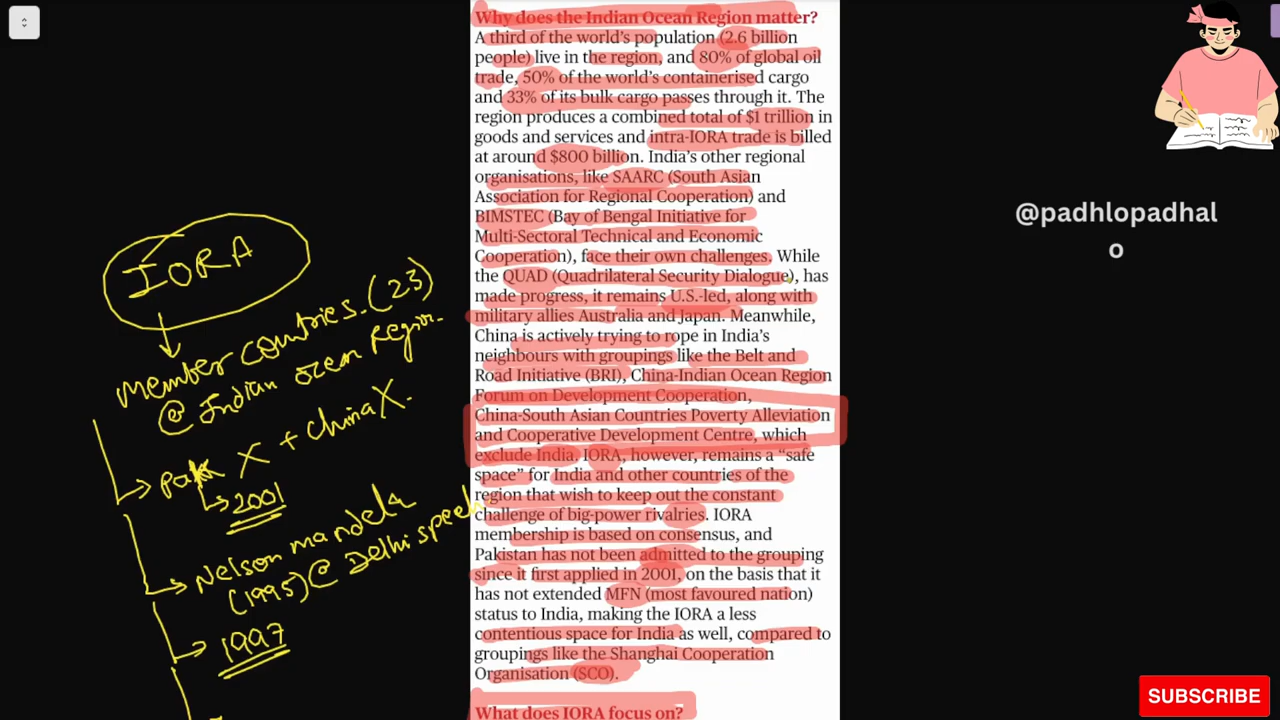 IORA
member countries. (23)
@ Indian ocean Region.
Pak X + China X.
2001
Nelson mandela
(1995) @ Delhi speech
1997
Why does the Indian Ocean Region matter?
A third of the world's population (2.6 billion
people) live in the region, and 80% of global oil
trade, 50% of the world's containerised cargo
and 33% of its bulk cargo passes through it. The
region produces a combined total of $1 trillion in
goods and services and intra-IORA trade is billed
at around $800 billion. India's other regional
organisations, like SAARC (South Asian
Association for Regional Cooperation) and
BIMSTEC (Bay of Bengal Initiative for
Multi-Sectoral Technical and Economic
Cooperation), face their own challenges. While
the QUAD (Quadrilateral Security Dialogue), has
made progress, it remains U.S.-led, along with
military allies Australia and Japan. Meanwhile,
China is actively trying to rope in India's
neighbours with groupings like the Belt and
Road Initiative (BRI), China-Indian Ocean Region
Forum on Development Cooperation,
China-South Asian Countries Poverty Alleviation
and Cooperative Development Centre, which
exclude India. IORA, however, remains a “safe
space” for India and other countries of the
region that wish to keep out the constant
challenge of big-power rivalries. IORA
membership is based on consensus, and
Pakistan has not been admitted to the grouping
since it first applied in 2001, on the basis that it
has not extended MFN (most favoured nation)
status to India, making the IORA a less
contentious space for India as well, compared to
groupings like the Shanghai Cooperation
Organisation (SCO).
What does IORA focus on?
@padhlopadhal
o
SUBSCRIBE